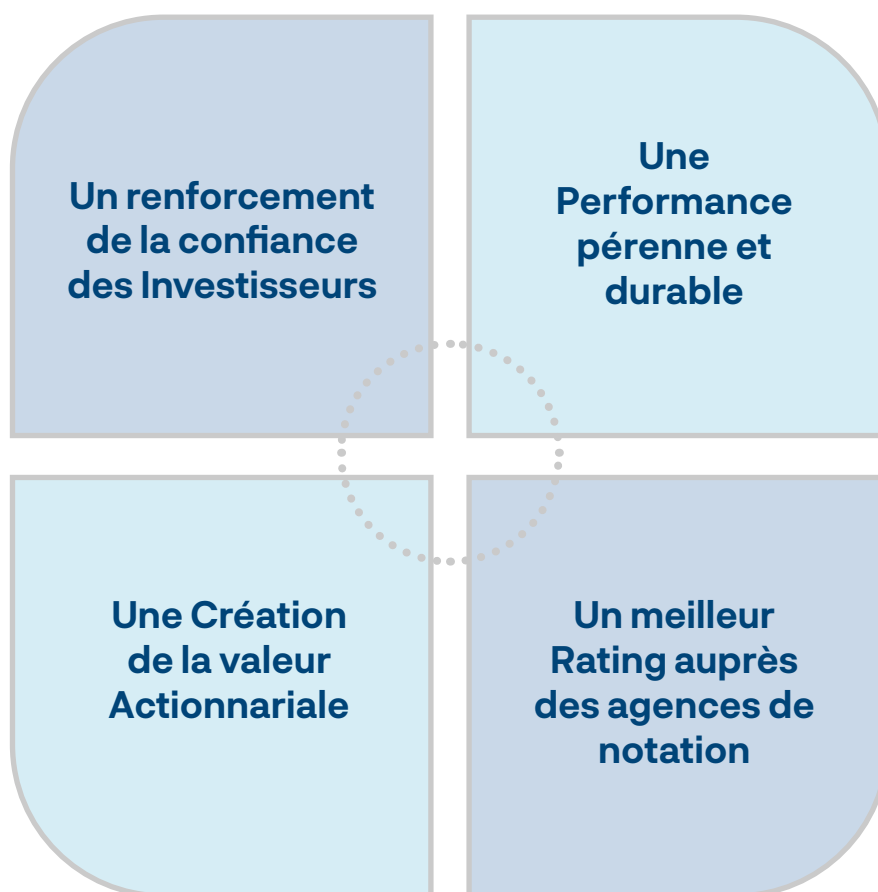 Un renforcement
de la confiance
des Investisseurs
Une
Performance
pérenne et
durable
Une Création
de la valeur
Actionnariale
Un meilleur
Rating auprès
des agences de
notation